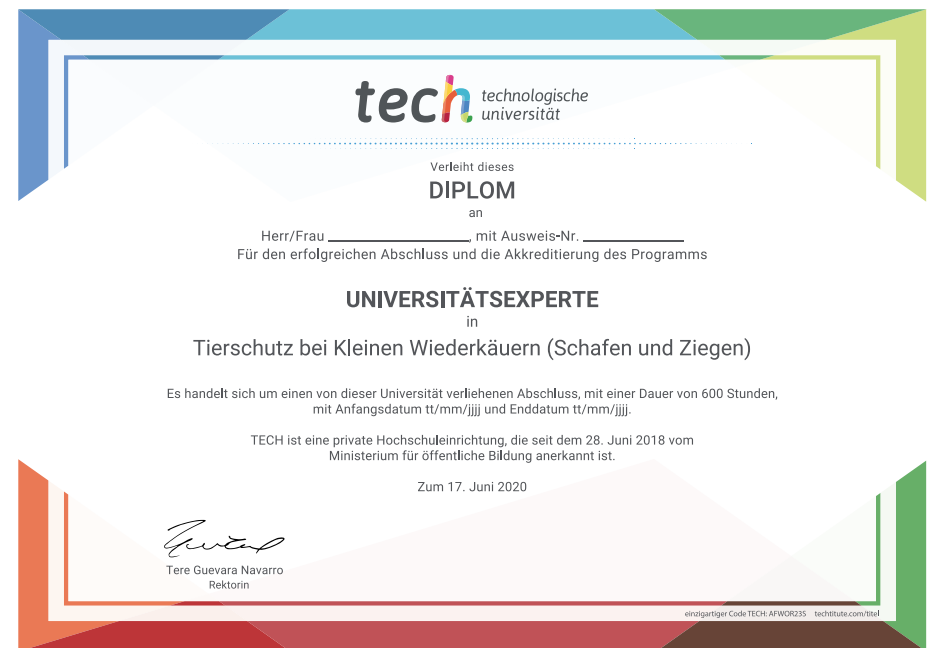 tech technologische
universität
Verleiht dieses
DIPLOM
an
Herr/Frau ____________________, mit Ausweis-Nr. ______________
Für den erfolgreichen Abschluss und die Akkreditierung des Programms
UNIVERSITÄTSEXPERTE
in
Tierschutz bei Kleinen Wiederkäuern (Schafen und Ziegen)
Es handelt sich um einen von dieser Universität verliehenen Abschluss, mit einer Dauer von 600 Stunden,
mit Anfangsdatum tt/mm/jjjj und Enddatum tt/mm/jjjj.
TECH ist eine private Hochschuleinrichtung, die seit dem 28. Juni 2018 vom
Ministerium für öffentliche Bildung anerkannt ist.
Zum 17. Juni 2020
Tere Guevara Navarro
Rektorin
einzigartiger Code TECH: AFWOR23S techtitute.com/titel